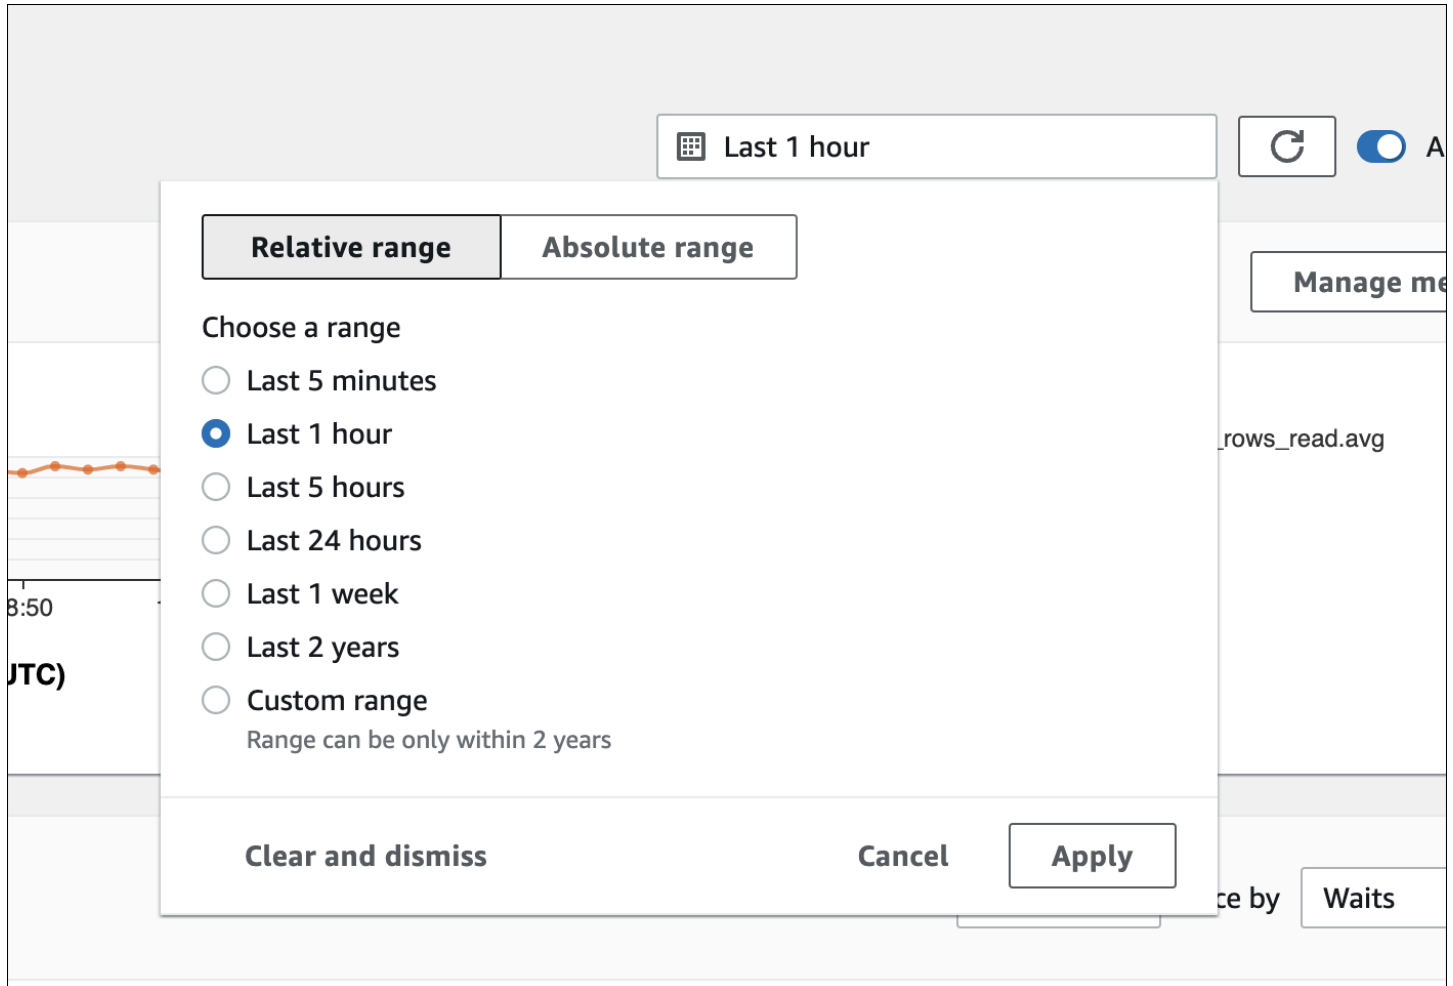 Last 1 hour
Relative range
Absolute range
Manage me
Choose a range
Last 5 minutes
Last 1 hour
_rows_read.avg
Last 5 hours
Last 24 hours
Last 1 week
8:50
Last 2 years
UTC)
Custom range
Range can be only within 2 years
Clear and dismiss
Cancel
Apply
ce by
Waits